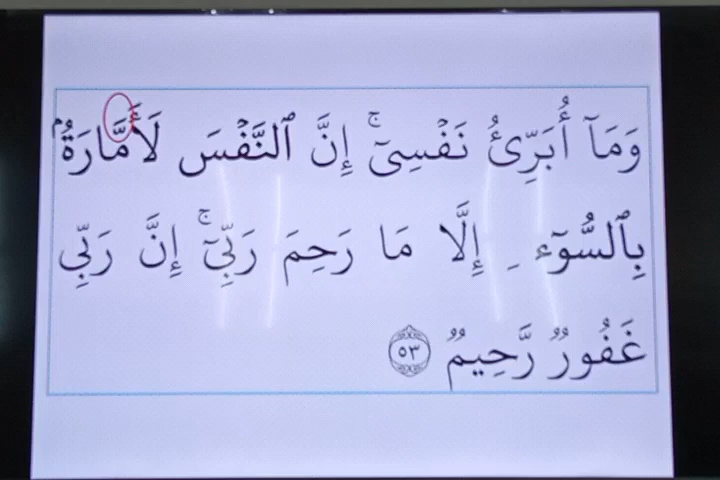 وَمَآ أُبَرِّئُ نَفْسِىٓ ۚ إِنَّ ٱلنَّفْسَ لَأَمَّارَةٌۢ
بِٱلسُّوٓءِ إِلَّا مَا رَحِمَ رَبِّىٓ ۚ إِنَّ رَبِّى
غَفُورٌ رَّحِيمٌ ٥٣